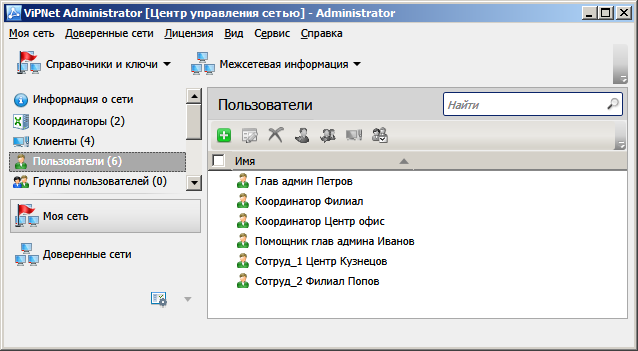 ViPNet Administrator [Центр управления сетью] - Administrator
Моя сеть Доверенные сети Лицензия Вид Сервис Справка
Справочники и ключи Межсетевая информация
Информация о сети
Координаторы (2)
Клиенты (4)
Пользователи (6)
Группы пользователей (0)
Моя сеть
Доверенные сети
Пользователи
Найти
Имя
Глав админ Петров
Координатор Филиал
Координатор Центр офис
Помощник глав админа Иванов
Сотруд_1 Центр Кузнецов
Сотруд_2 Филиал Попов